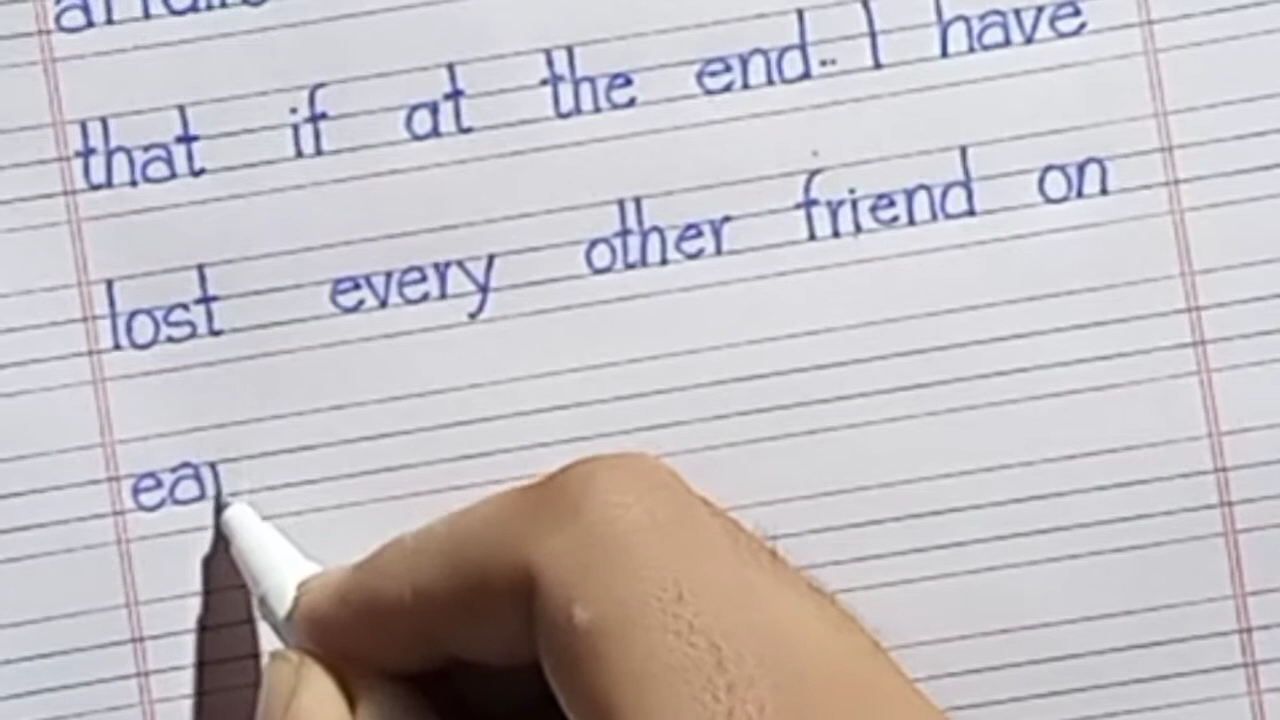 that if at the end.. I have
lost every other friend on
ea